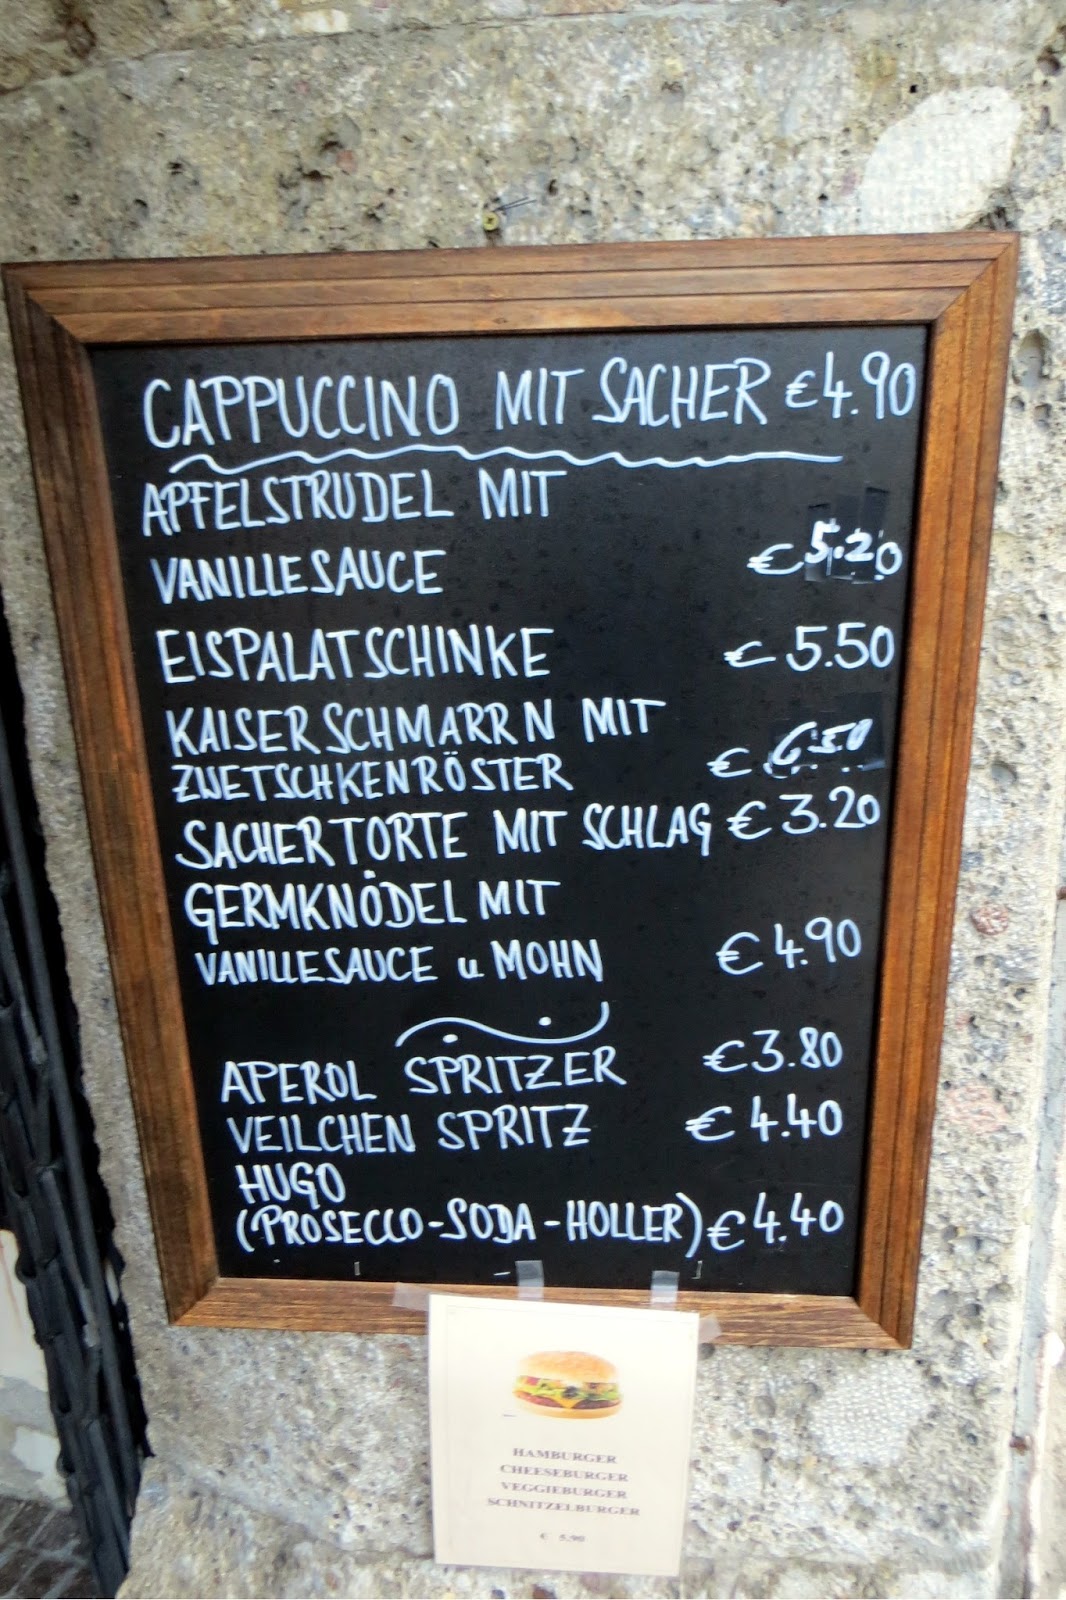 CAPPUCCINO MIT SACHER €4.90
APFELSTRUDEL MIT
VANILLESAUCE €5.20
EISPALATSCHINKE €5.50
KAISERSCHMARRN MIT
ZWETSCHKENRÖSTER €6.50
SACHERTORTE MIT SCHLAG €3.20
GERMKNÖDEL MIT
VANILLESAUCE u MOHN €4.90
APEROL SPRITZER €3.80
VEILCHEN SPRITZ €4.40
HUGO
(PROSECCO-SODA-HOLLER) €4.40
HAMBURGER
CHEESEBURGER
VEGGIEBURGER
SCHNITZELBURGER
€ 5,90